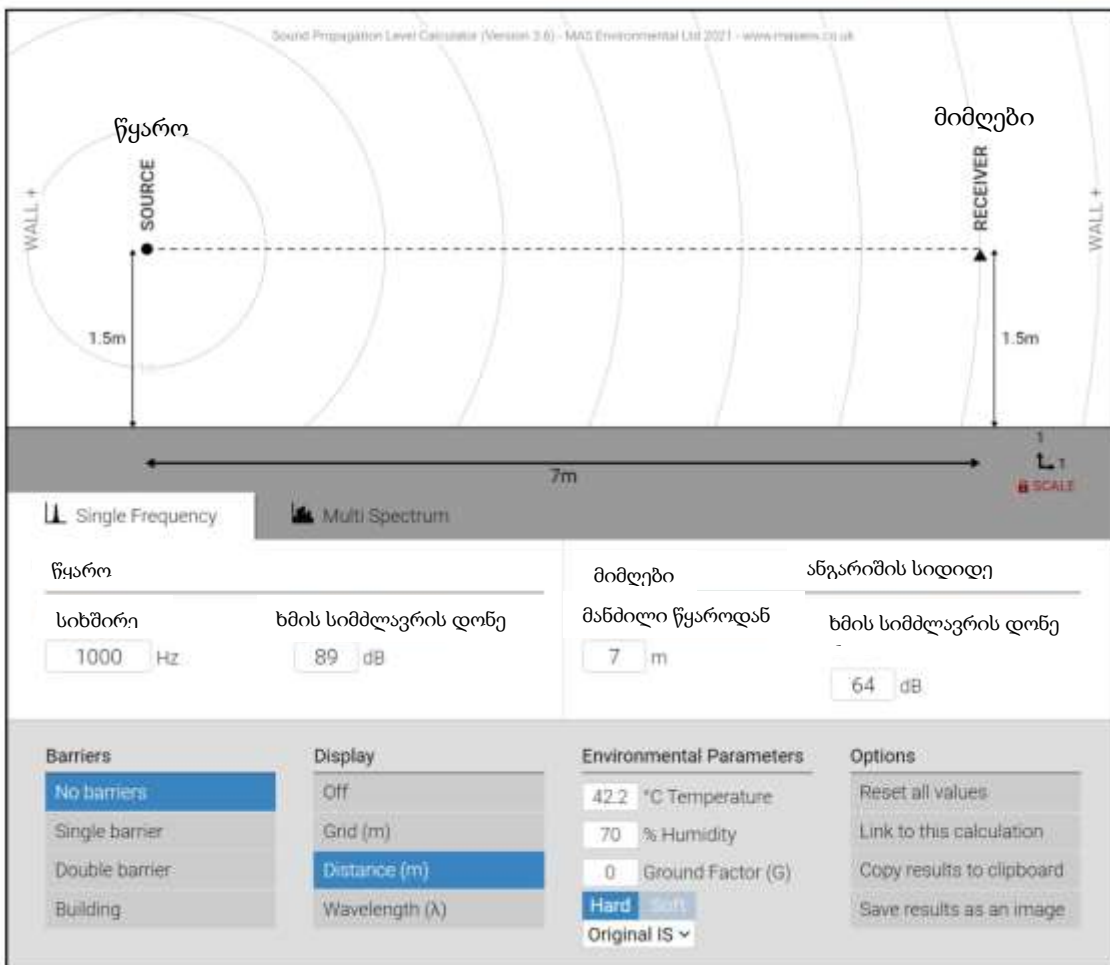 Sound Propagation Level Calculator (Version 3.6) - MAS Environmental Ltd 2021 - www.masenv.co.uk
წყარო
მიმღები
WALL +
SOURCE
RECEIVER
WALL +
1.5m
1.5m
7m
1
1
SCALE
Single Frequency
Multi Spectrum
წყარო
მიმღები
ანგარიშის სიდიდე
სიხშირე
ხმის სიმძლავრის დონე
მანძილი წყაროდან
ხმის სიმძლავრის დონე
1000 Hz
89 dB
7 m
64 dB
Barriers
Display
Environmental Parameters
Options
No barriers
Off
42.2 °C Temperature
Reset all values
Single barrier
Grid (m)
70 % Humidity
Link to this calculation
Double barrier
Distance (m)
0 Ground Factor (G)
Copy results to clipboard
Building
Wavelength (λ)
Hard Soft
Save results as an image
Original IS